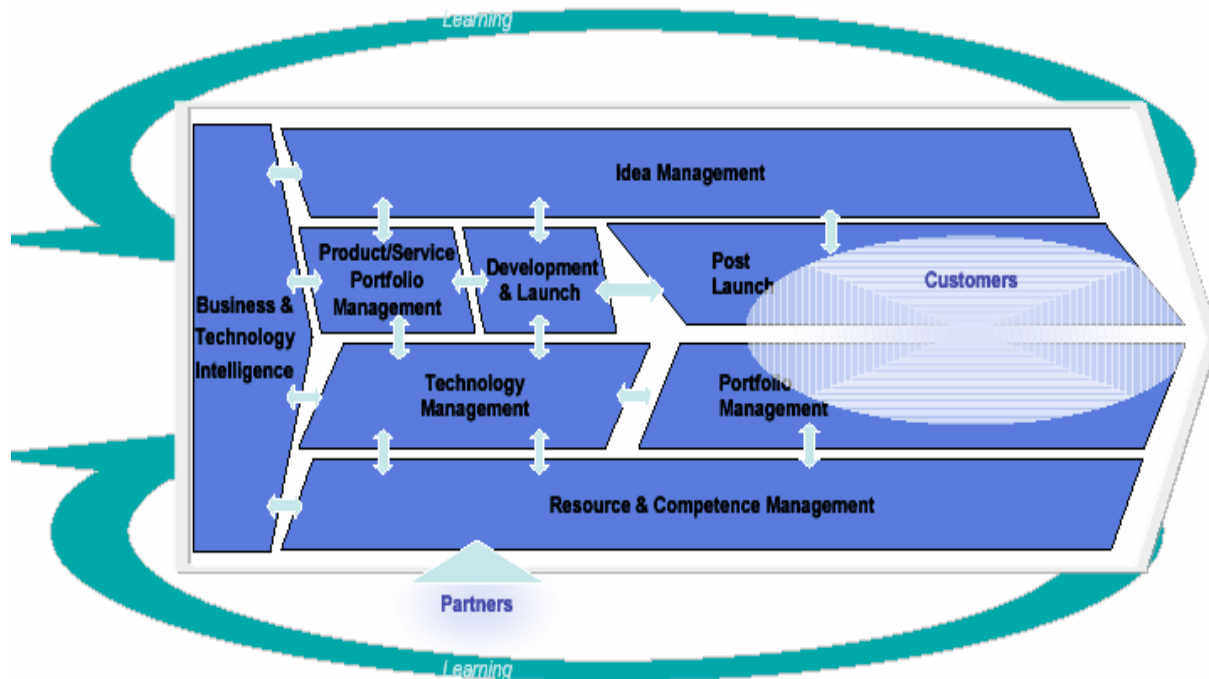 Learning
Idea Management
Product/Service
Portfolio
Management
Development
& Launch
Post
Launch
Customers
Business &
Technology
Intelligence
Technology
Management
Portfolio
Management
Resource & Competence Management
Partners
Learning